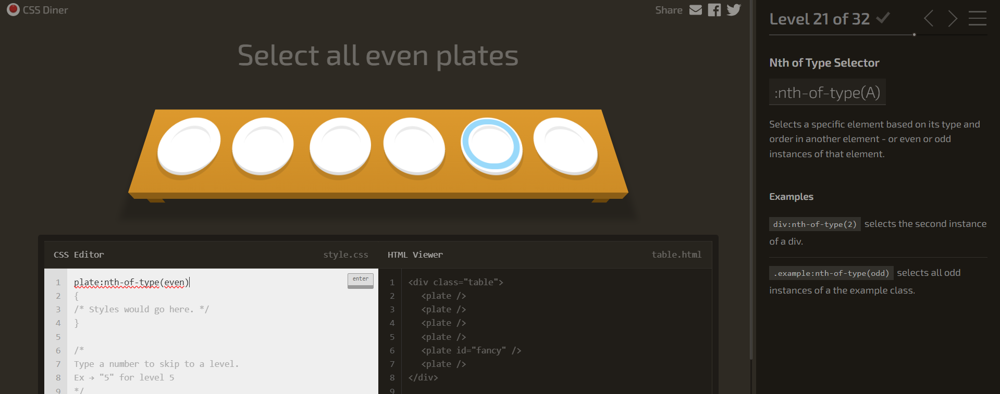 CSS Diner
Share
Select all even plates
CSS Editor style.css
1 plate:nth-of-type(even) enter
2 {
3 /* Styles would go here. */
4 }
5
6 /*
7 Type a number to skip to a level.
8 Ex → "5" for level 5
9 */
HTML Viewer table.html
1 <div class="table">
2 <plate />
3 <plate />
4 <plate />
5 <plate />
6 <plate id="fancy" />
7 <plate />
8 </div>
9
Level 21 of 32
Nth of Type Selector
:nth-of-type(A)
Selects a specific element based on its type and
order in another element - or even or odd
instances of that element.
Examples
div:nth-of-type(2) selects the second instance
of a div.
.example:nth-of-type(odd) selects all odd
instances of a the example class.